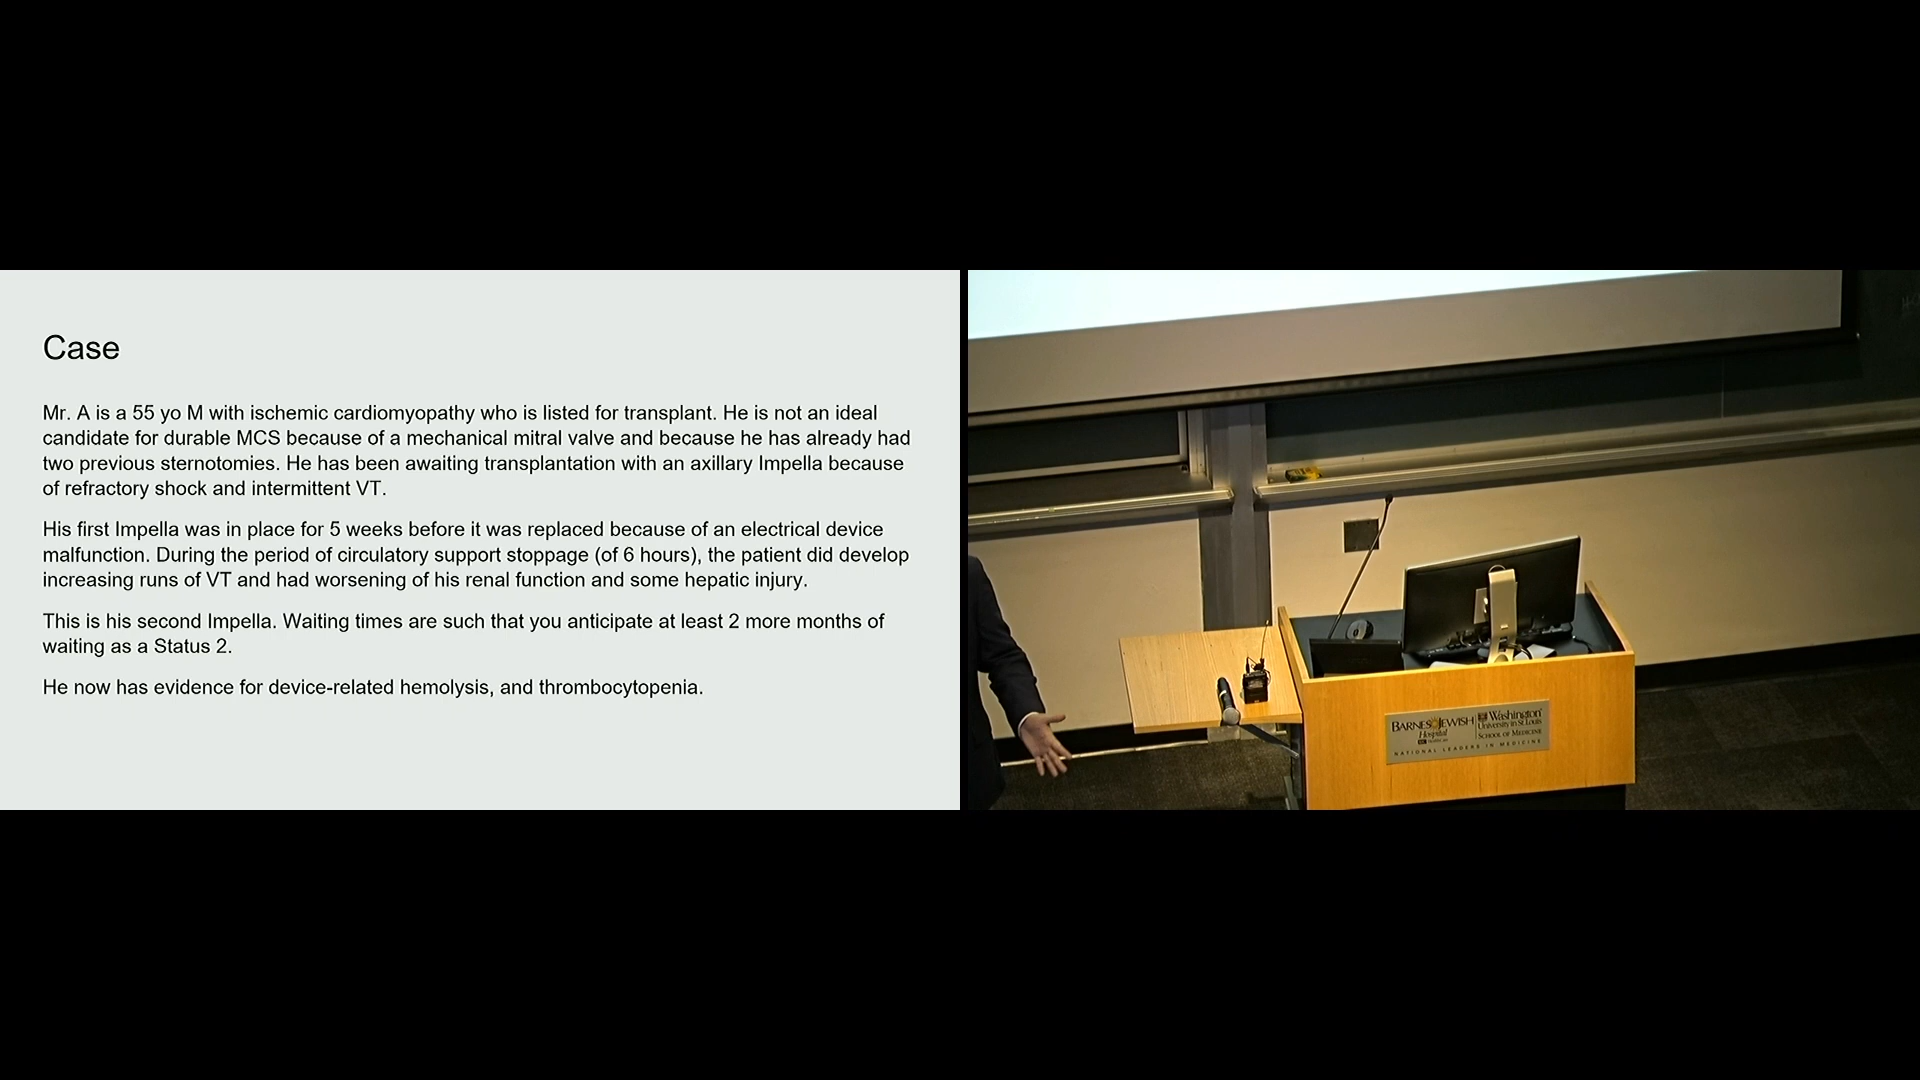 Case
Mr. A is a 55 yo M with ischemic cardiomyopathy who is listed for transplant. He is not an ideal
candidate for durable MCS because of a mechanical mitral valve and because he has already had
two previous sternotomies. He has been awaiting transplantation with an axillary Impella because
of refractory shock and intermittent VT.
His first Impella was in place for 5 weeks before it was replaced because of an electrical device
malfunction. During the period of circulatory support stoppage (of 6 hours), the patient did develop
increasing runs of VT and had worsening of his renal function and some hepatic injury.
This is his second Impella. Waiting times are such that you anticipate at least 2 more months of
waiting as a Status 2.
He now has evidence for device-related hemolysis, and thrombocytopenia.
BARNES JEWISH
Hospital
Washington
University in St. Louis
SCHOOL OF MEDICINE
NATIONAL LEADERS IN MEDICINE